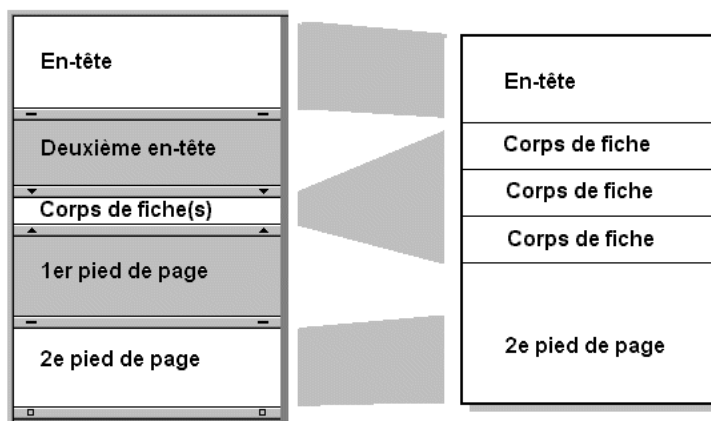 En-tête
Deuxième en-tête
Corps de fiche(s)
1er pied de page
2e pied de page
En-tête
Corps de fiche
Corps de fiche
Corps de fiche
2e pied de page